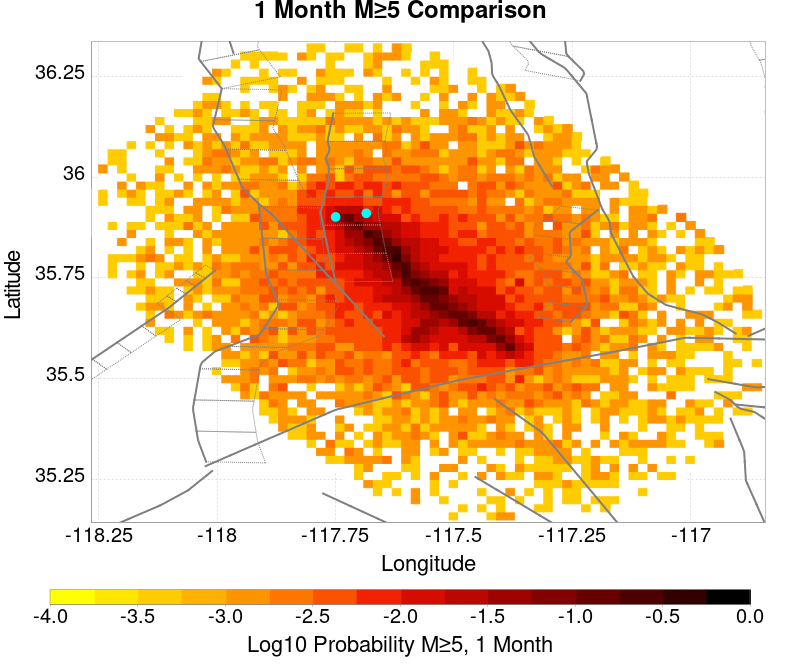 1 Month M≥5 Comparison
36.25
36
35.75
35.5
35.25
Latitude
-118.25 -118 -117.75 -117.5 -117.25 -117
Longitude
-4.0 -3.5 -3.0 -2.5 -2.0 -1.5 -1.0 -0.5 0.0
Log10 Probability M≥5, 1 Month